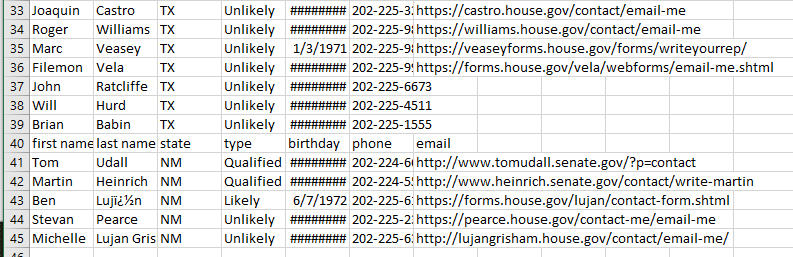 33 Joaquin Castro TX Unlikely ######## 202-225-3 https://castro.house.gov/contact/email-me
34 Roger Williams TX Unlikely ######## 202-225-9 https://williams.house.gov/contact/email-me
35 Marc Veasey TX Unlikely 1/3/1971 202-225-9 https://veaseyforms.house.gov/forms/writeyourrep/
36 Filemon Vela TX Unlikely ######## 202-225-9 https://forms.house.gov/vela/webforms/email-me.shtml
37 John Ratcliffe TX Unlikely ######## 202-225-6673
38 Will Hurd TX Unlikely ######## 202-225-4511
39 Brian Babin TX Unlikely ######## 202-225-1555
40 first name last name state type birthday phone email
41 Tom Udall NM Qualified ######## 202-224-6 http://www.tomudall.senate.gov/?p=contact
42 Martin Heinrich NM Qualified ######## 202-224-5 http://www.heinrich.senate.gov/contact/write-martin
43 Ben Lujï¿½n NM Likely 6/7/1972 202-225-6 https://forms.house.gov/lujan/contact-form.shtml
44 Stevan Pearce NM Unlikely ######## 202-225-2 https://pearce.house.gov/contact-me/email-me
45 Michelle Lujan Gris NM Unlikely ######## 202-225-6 http://lujangrisham.house.gov/contact/email-me/